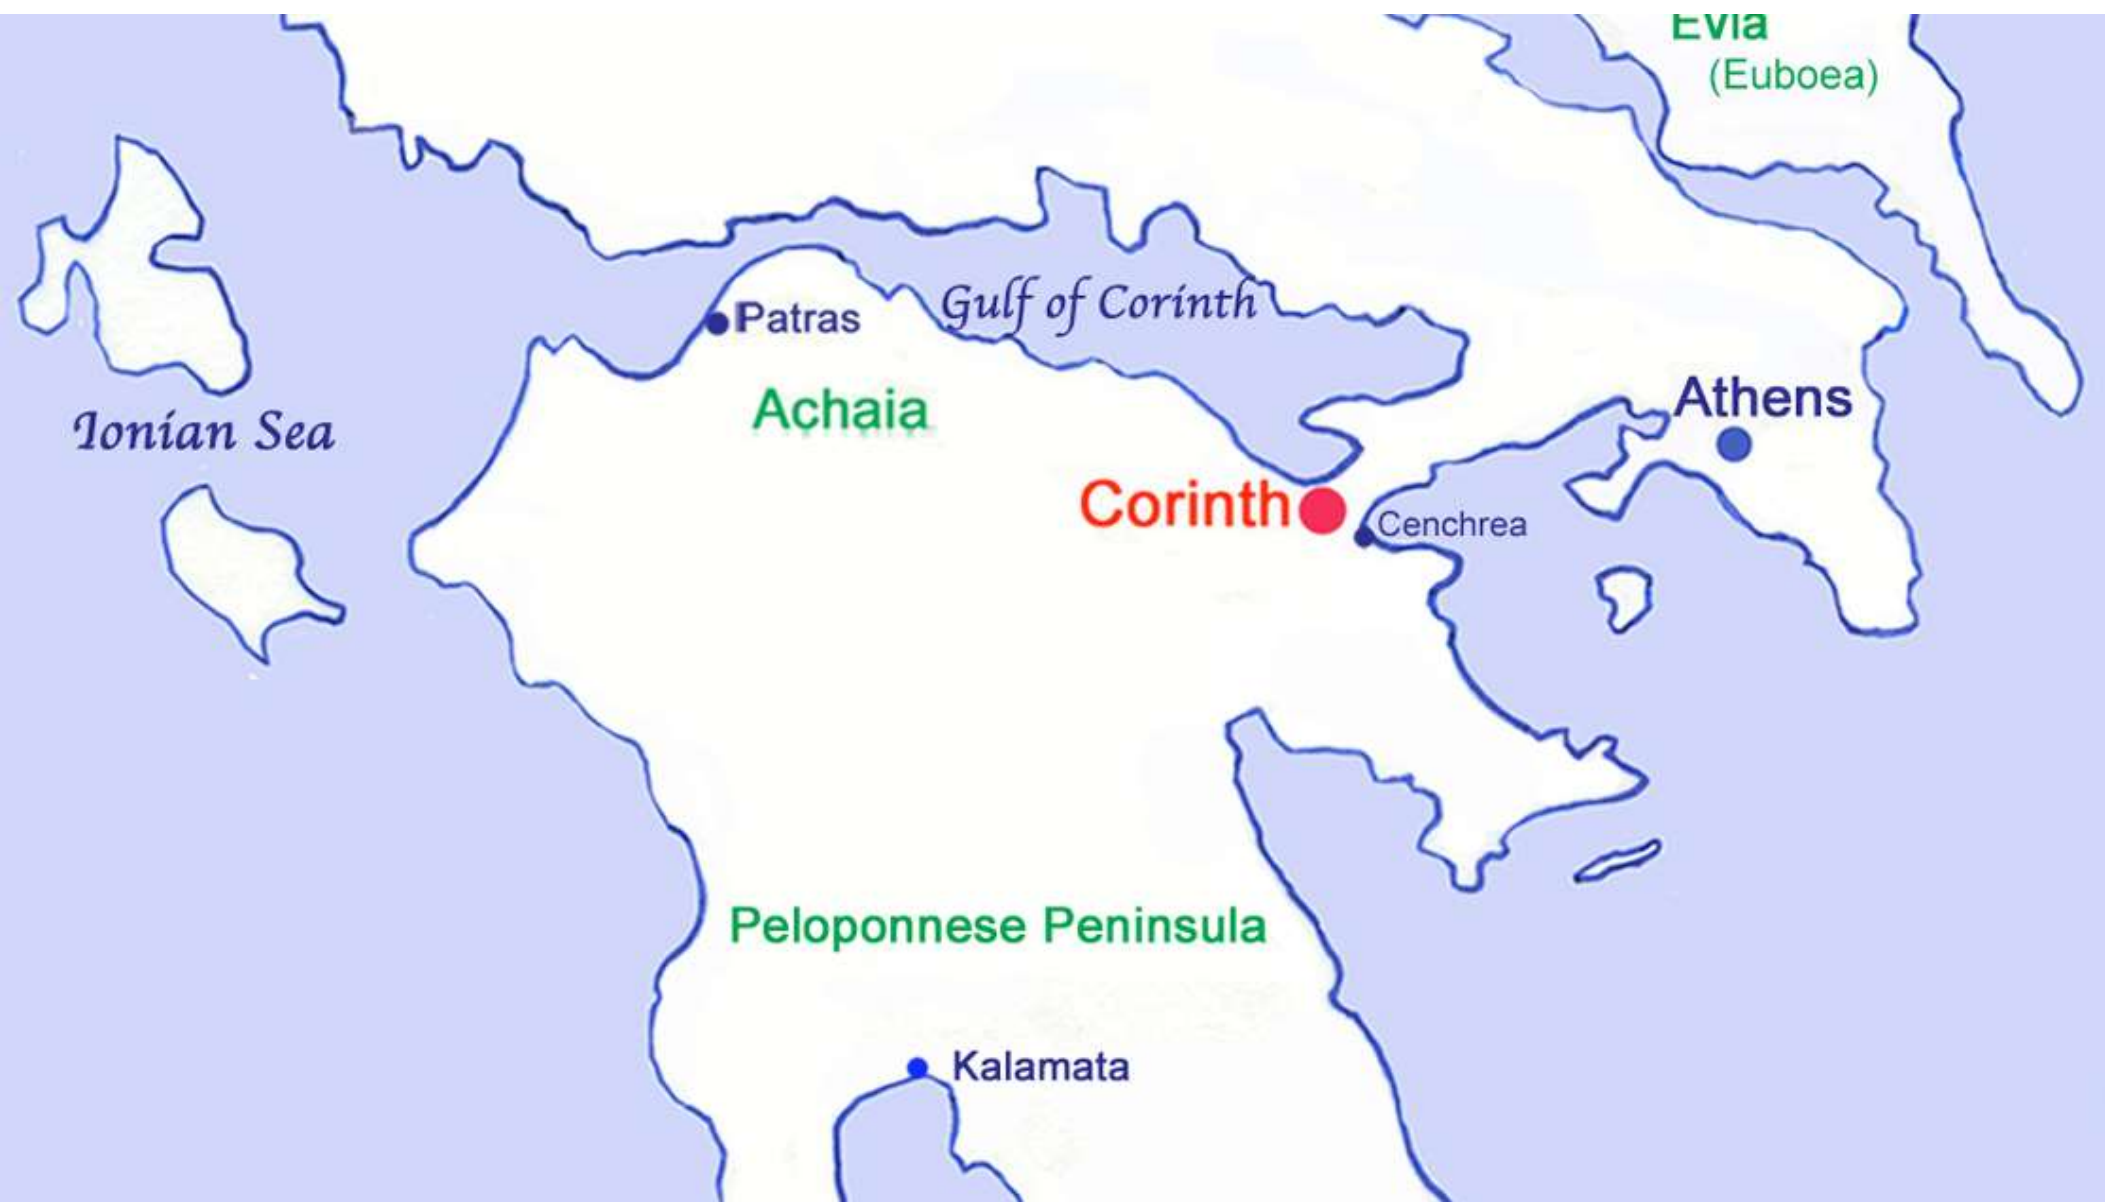 Evia
(Euboea)
Gulf of Corinth
Patras
Achaia
Athens
Ionian Sea
Corinth
Cenchrea
Peloponnese Peninsula
Kalamata